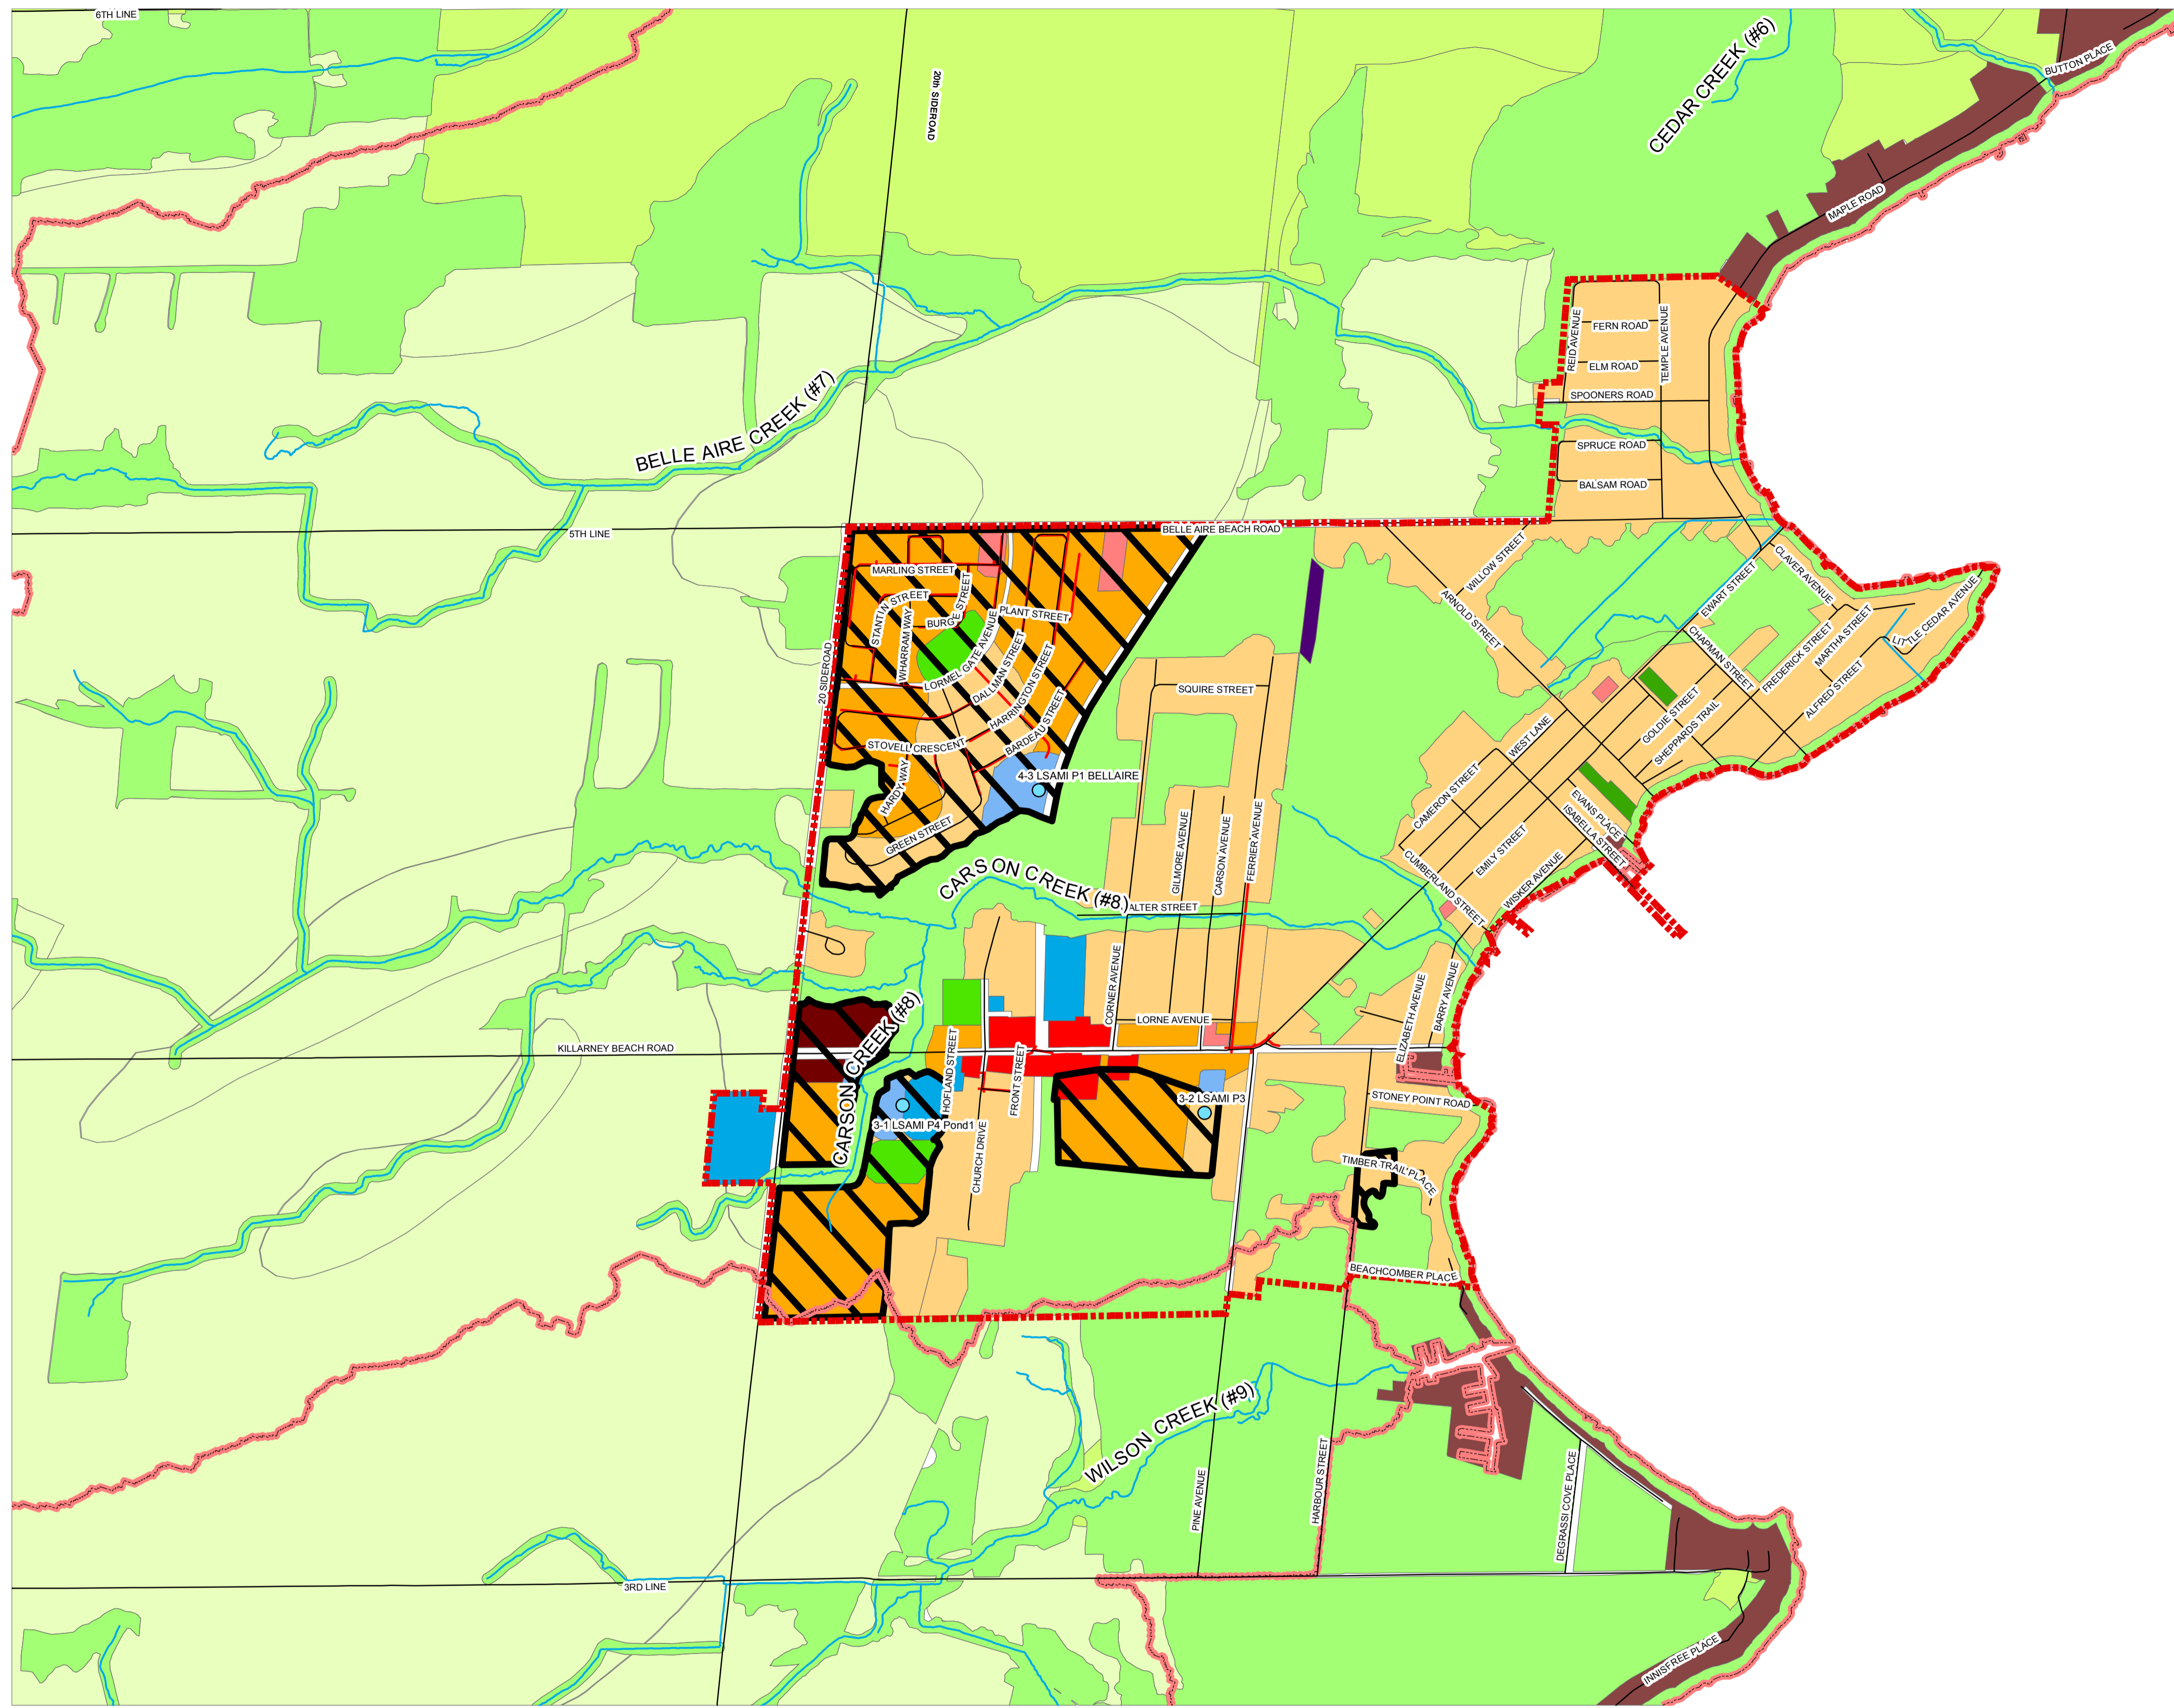 6TH LINE
20th SIDEROAD
CEDAR CREEK (#6)
BUTTON PLACE
MAPLE ROAD
FERN ROAD
REID AVENUE
TEMPLE AVENUE
ELM ROAD
SPOONERS ROAD
BELLE AIRE CREEK (#7)
SPRUCE ROAD
BALSAM ROAD
5TH LINE
BELLE AIRE BEACH ROAD
MARLING STREET
WILLOW STREET
CLAVER AVENUE
EWART STREET
ARNOLD STREET
STANTIN STREET
BURGE STREET
PLANT STREET
WHARRAM WAY
LITTLE CEDAR AVENUE
MARTHA STREET
FREDERICK STREET
CHAPMAN STREET
ALFRED STREET
20 SIDEROAD
LORMEL GATE AVENUE
DALLMAN STREET
HARRINGTON STREET
BARDEAU STREET
SQUIRE STREET
GOLDIE STREET
SHEPPARDS TRAIL
WEST LANE
STOVELL CRESCENT
HARDY WAY
4-3 LSAMI P1 BELLAIRE
CAMERON STREET
EVANS PLACE
ISABELLA STREET
GREEN STREET
GILMORE AVENUE
CARSON AVENUE
FERRIER AVENUE
EMILY STREET
CUMBERLAND STREET
WISKER AVENUE
CARSON CREEK (#8)
ALTER STREET
CORNER AVENUE
ELIZABETH AVENUE
BARRY AVENUE
LORNE AVENUE
KILLARNEY BEACH ROAD
CARSON CREEK (#8)
HOFLAND STREET
FRONT STREET
3-1 LSAMI P4 Pond1
3-2 LSAMI P3
STONEY POINT ROAD
CHURCH DRIVE
TIMBER TRAIL PLACE
BEACHCOMBER PLACE
WILSON CREEK (#9)
PINE AVENUE
HARBOUR STREET
DEGRASSI COVE PLACE
3RD LINE
INNISFREE PLACE